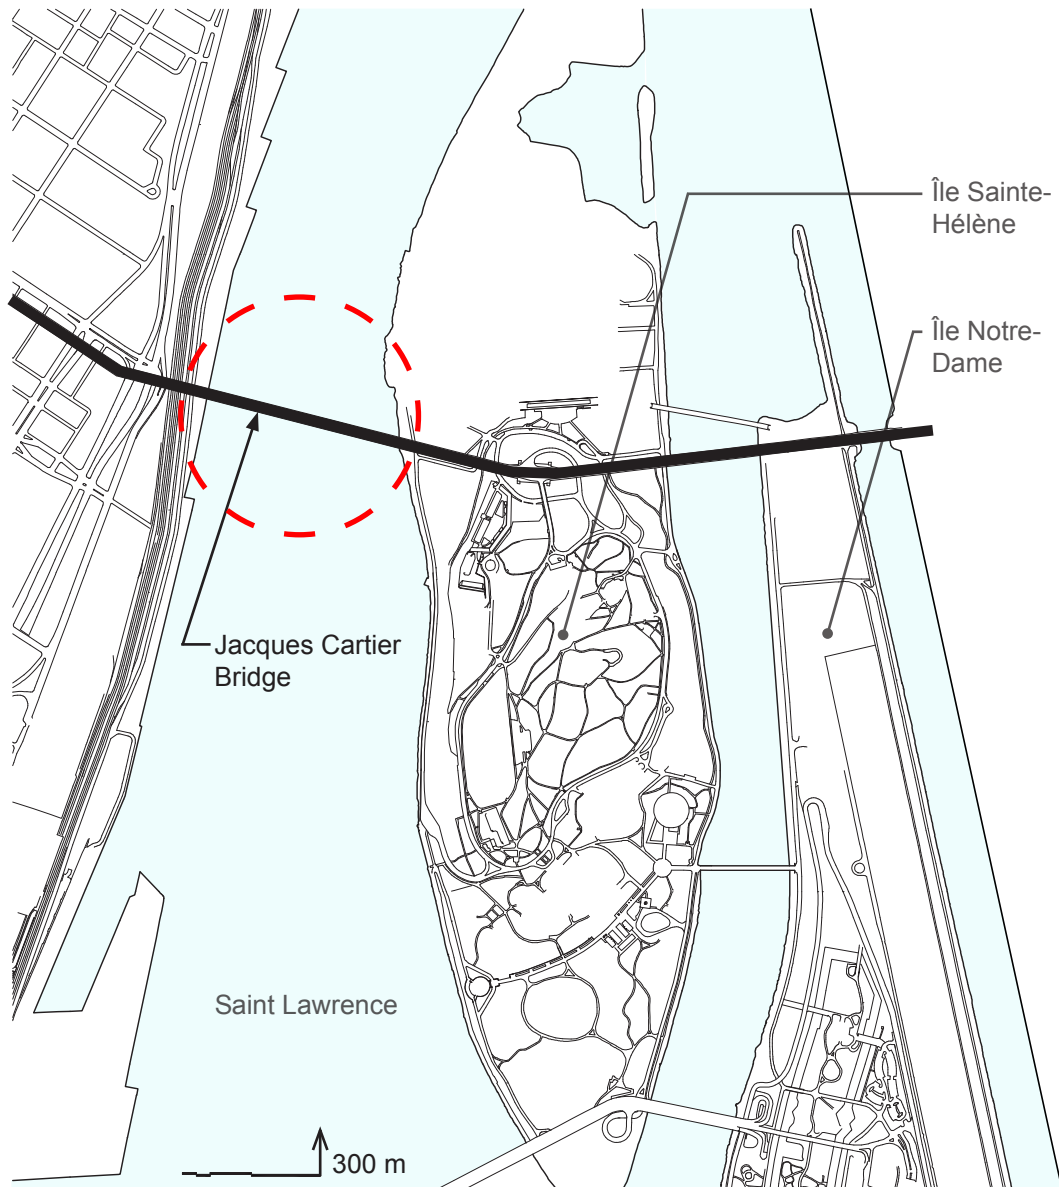 Île Sainte-
Hélène
Île Notre-
Dame
Jacques Cartier
Bridge
Saint Lawrence
300 m